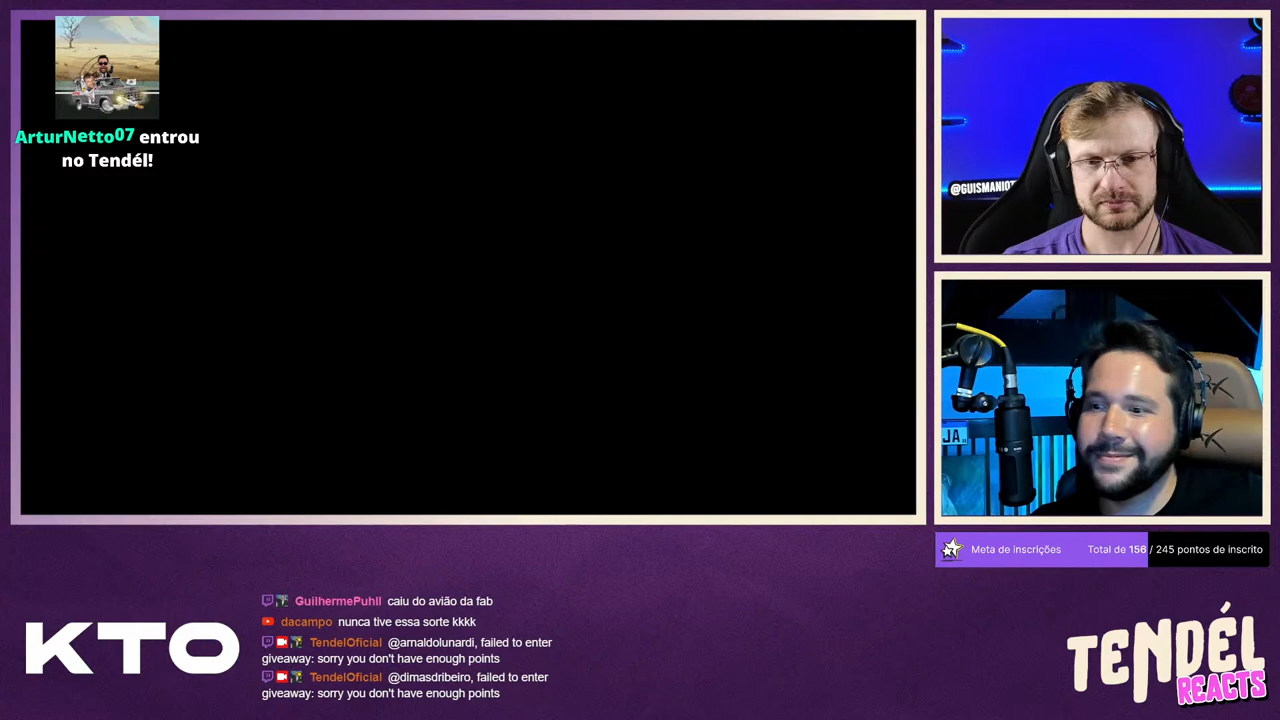 ArturNetto07 entrou
no Tendél!
@GUISMANIOT
JA
Meta de inscrições Total de 156 / 245 pontos de inscrito
GuilhermePuhll caiu do avião da fab
dacampo nunca tive essa sorte kkkk
TendelOficial @arnaldolunardi, failed to enter
giveaway: sorry you don't have enough points
TendelOficial @dimasdribeiro, failed to enter
giveaway: sorry you don't have enough points
KTO
TENDÉL
REACTS